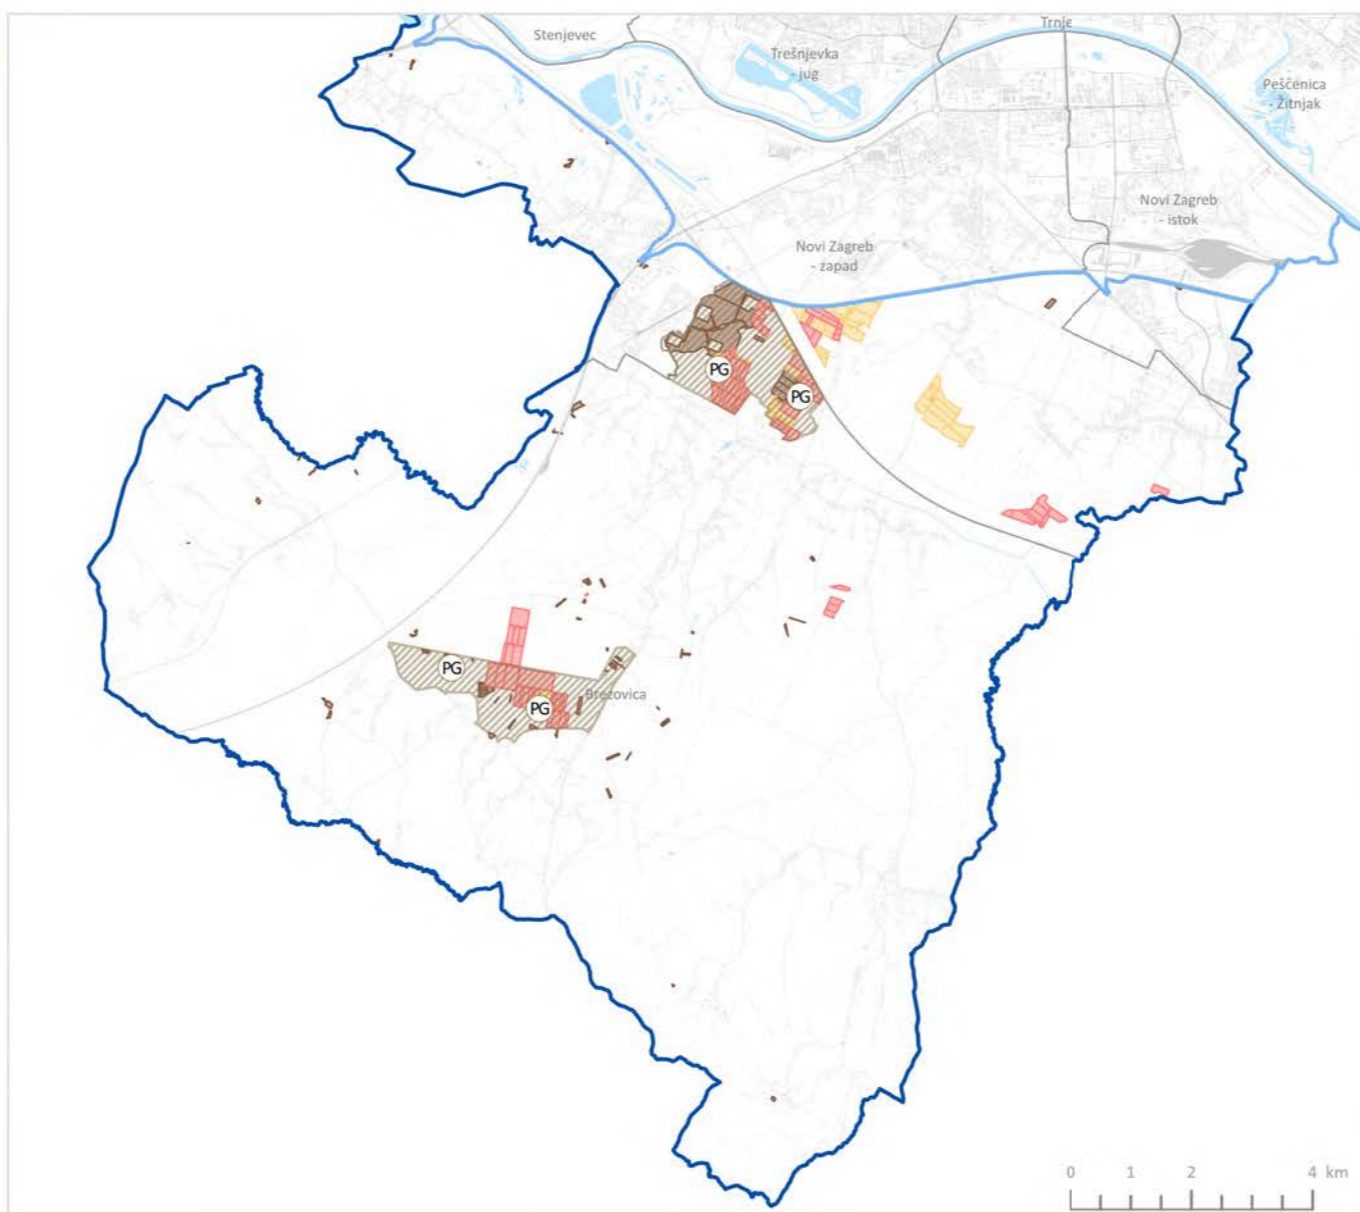 Stenjevec
Trnje
Trešnjevka
- jug
Peščenica
- Žitnjak
Novi Zagreb
- istok
Novi Zagreb
- zapad
PG
PG
PG
PG
Brezovica
0 1 2 4 km